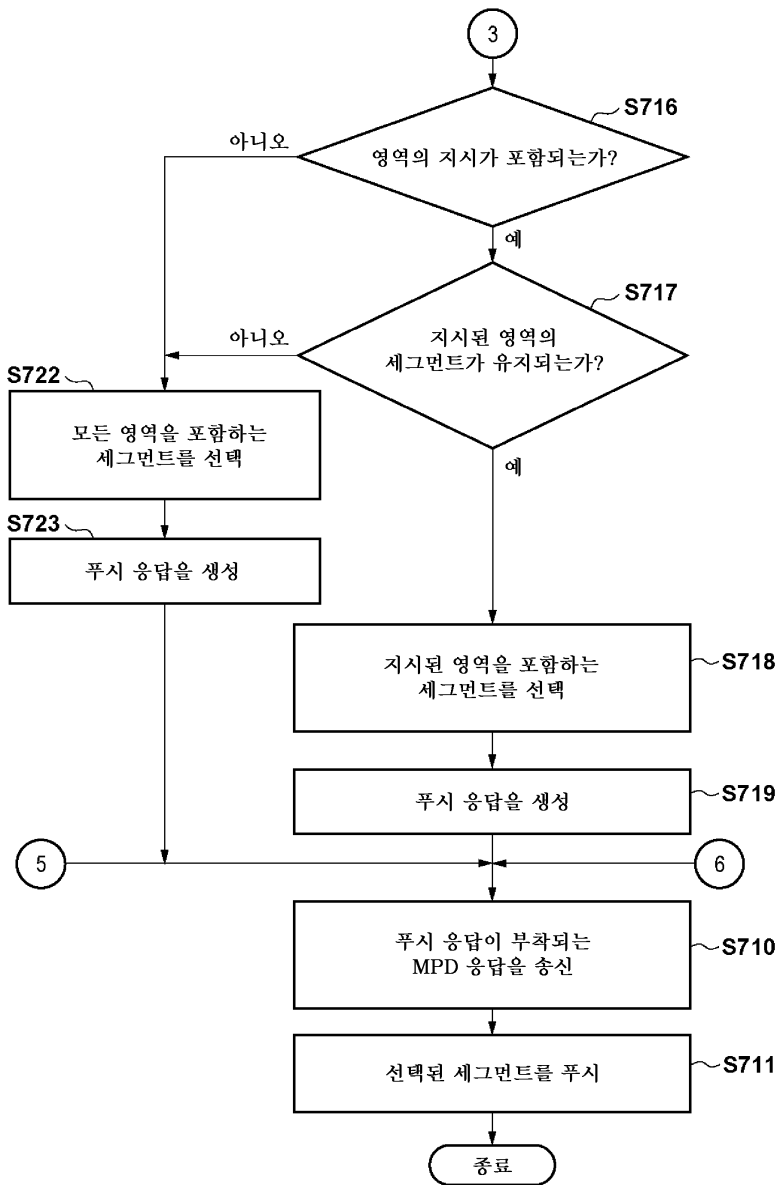 3
S716
아니오
영역의 지시가 포함되는가?
예
S717
아니오
지시된 영역의
세그먼트가 유지되는가?
S722
모든 영역을 포함하는
세그먼트를 선택
예
S723
푸시 응답을 생성
지시된 영역을 포함하는
세그먼트를 선택
S718
푸시 응답을 생성
S719
5
6
푸시 응답이 부착되는
MPD 응답을 송신
S710
선택된 세그먼트를 푸시
S711
종료